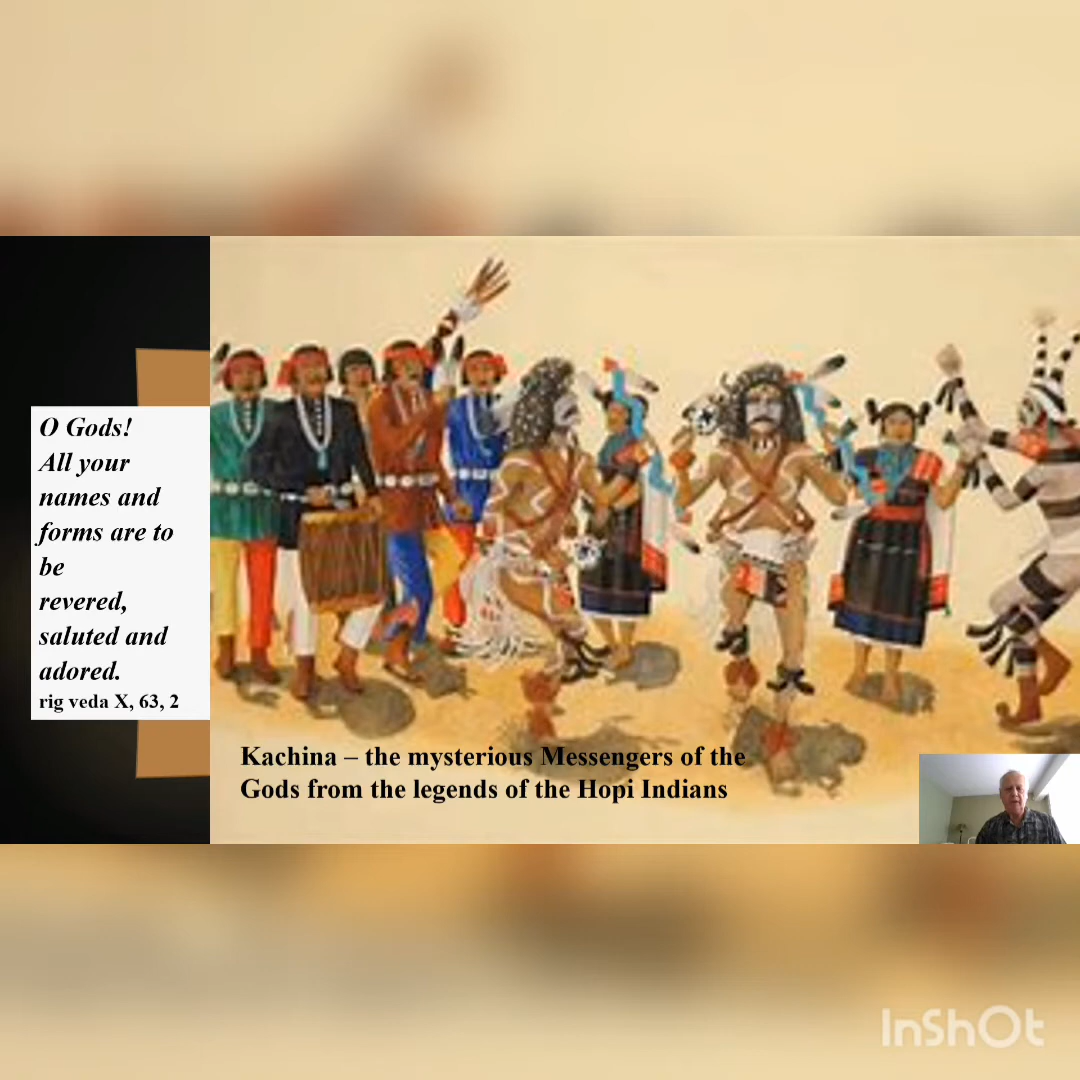 O Gods!
All your
names and
forms are to
be
revered,
saluted and
adored.
rig veda X, 63, 2
Kachina – the mysterious Messengers of the
Gods from the legends of the Hopi Indians
InShOt